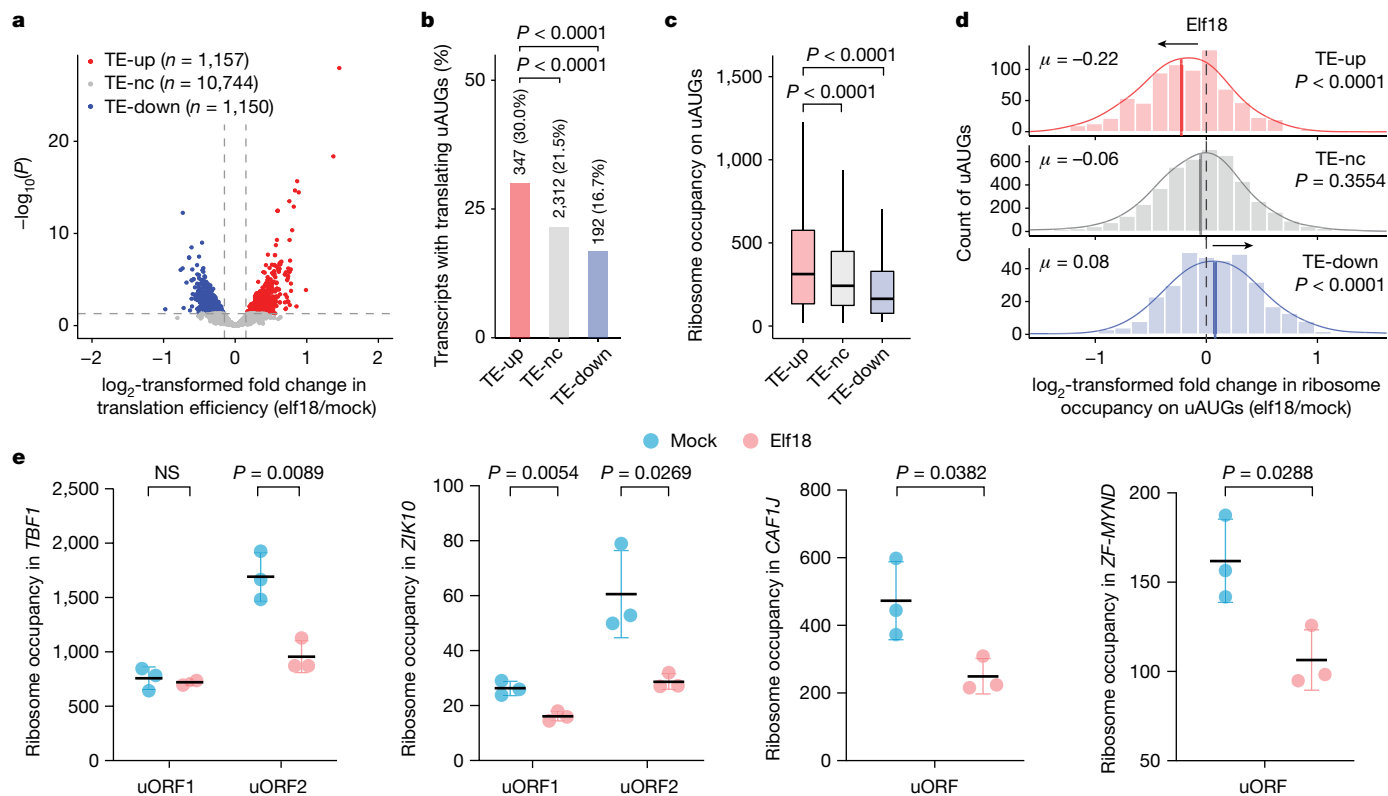 a
TE-up (n = 1,157)
TE-nc (n = 10,744)
TE-down (n = 1,150)
−log10(P)
20
10
0
−2
−1
0
1
2
log2-transformed fold change in
translation efficiency (elf18/mock)
b
P < 0.0001
P < 0.0001
Transcripts with translating uAUGs (%)
50
25
0
347 (30.0%)
2,312 (21.5%)
192 (16.7%)
TE-up
TE-nc
TE-down
c
P < 0.0001
P < 0.0001
Ribosome occupancy on uAUGs
1,500
1,000
500
0
TE-up
TE-nc
TE-down
d
Elf18
μ = −0.22
TE-up
P < 0.0001
100
50
0
μ = −0.06
TE-nc
P = 0.3554
600
400
200
0
μ = 0.08
TE-down
P < 0.0001
40
20
0
Count of uAUGs
−1
0
1
log2-transformed fold change in ribosome
occupancy on uAUGs (elf18/mock)
Mock
Elf18
e
NS
P = 0.0089
Ribosome occupancy in TBF1
2,500
2,000
1,500
1,000
500
0
uORF1
uORF2
P = 0.0054
P = 0.0269
Ribosome occupancy in ZIK10
100
80
60
40
20
0
uORF1
uORF2
P = 0.0382
Ribosome occupancy in CAF1J
800
600
400
200
0
uORF
P = 0.0288
Ribosome occupancy in ZF-MYND
200
150
100
50
uORF